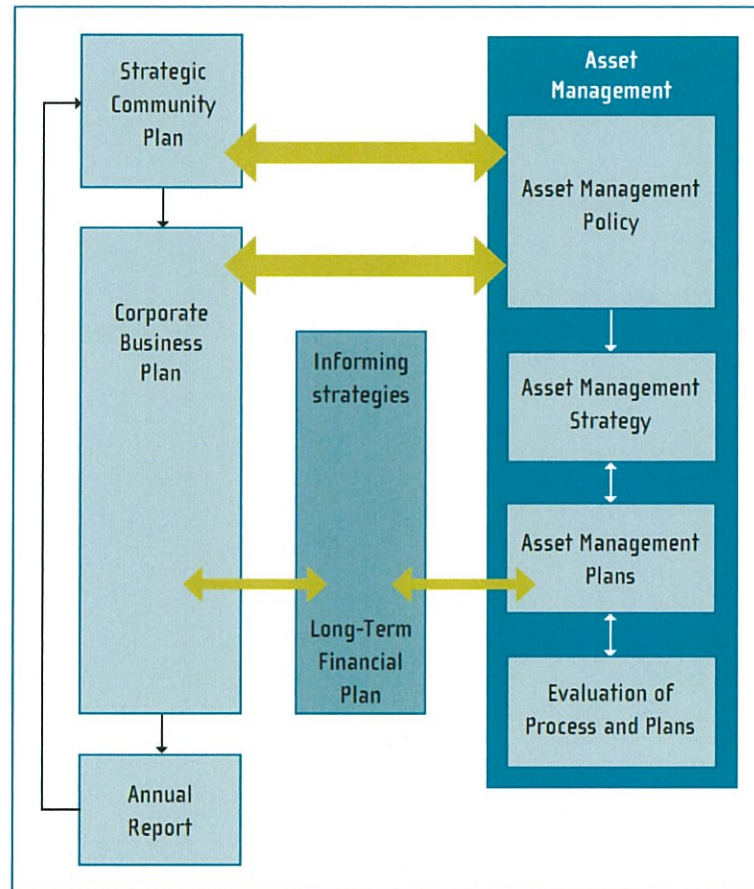 Strategic
Community
Plan
Corporate
Business
Plan
Annual
Report
Informing
strategies
Long-Term
Financial
Plan
Asset
Management
Asset Management
Policy
Asset Management
Strategy
Asset Management
Plans
Evaluation of
Process and Plans